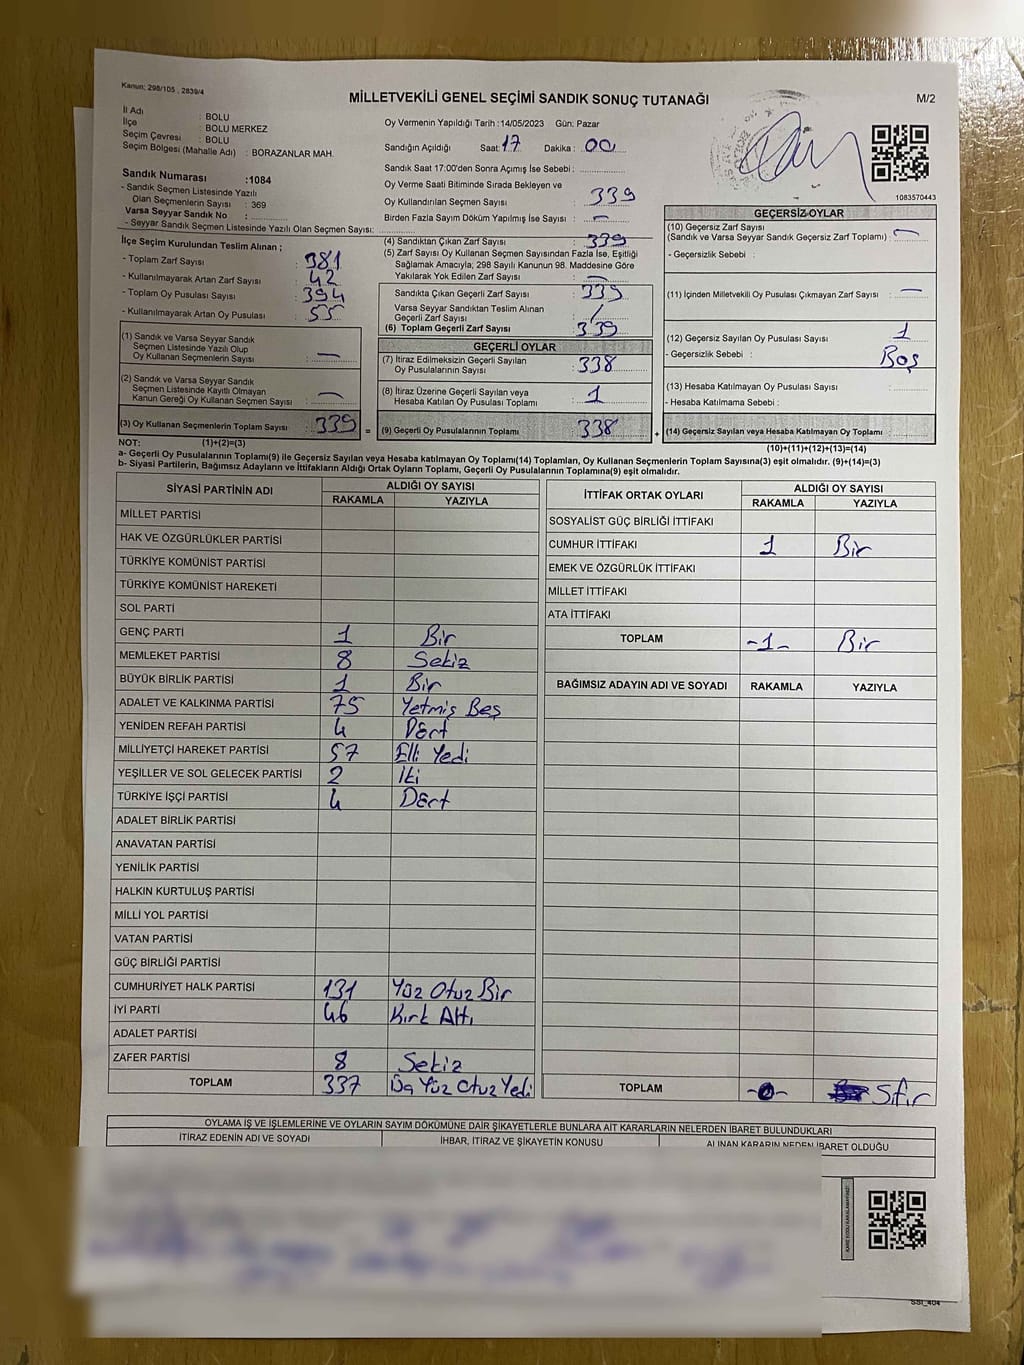 Kanun; 298/105 , 2839/4
MİLLETVEKİLİ GENEL SEÇİMİ SANDIK SONUÇ TUTANAĞI
M/2
İl Adı : BOLU
İlçe : BOLU MERKEZ
Seçim Çevresi : BOLU
Seçim Bölgesi (Mahalle Adı) : BORAZANLAR MAH.
Oy Vermenin Yapıldığı Tarih :14/05/2023 Gün: Pazar
Sandığın Açıldığı Saat: 17 Dakika : 00
Sandık Saat 17:00'den Sonra Açımış İse Sebebi :
Oy Verme Saati Bitiminde Sırada Bekleyen ve
Oy Kullandırılan Seçmen Sayısı : 339
Birden Fazla Sayım Döküm Yapılmış İse Sayısı : –
1083570443
Sandık Numarası :1084
- Sandık Seçmen Listesinde Yazılı
Olan Seçmenlerin Sayısı : 369
Varsa Seyyar Sandık No :
- Seyyar Sandık Seçmen Listesinde Yazılı Olan Seçmen Sayısı:
İlçe Seçim Kurulundan Teslim Alınan ;
- Toplam Zarf Sayısı : 381
- Kullanılmayarak Artan Zarf Sayısı : 42
- Toplam Oy Pusulası Sayısı : 394
- Kullanılmayarak Artan Oy Pusulası : 55
(1) Sandık ve Varsa Seyyar Sandık
Seçmen Listesinde Yazılı Olup
Oy Kullanan Seçmenlerin Sayısı : –
(2) Sandık ve Varsa Seyyar Sandık
Seçmen Listesinde Kayıtlı Olmayan
Kanun Gereği Oy Kullanan Seçmen Sayısı : –
(3) Oy Kullanan Seçmenlerin Toplam Sayısı : 339 =
(4) Sandıktan Çıkan Zarf Sayısı : 339
(5) Zarf Sayısı Oy Kullanan Seçmen Sayısından Fazla İse, Eşitliği
Sağlamak Amacıyla; 298 Sayılı Kanunun 98. Maddesine Göre
Yakılarak Yok Edilen Zarf Sayısı : –
Sandıkta Çıkan Geçerli Zarf Sayısı : 339
Varsa Seyyar Sandıktan Teslim Alınan
Geçerli Zarf Sayısı : /
(6) Toplam Geçerli Zarf Sayısı : 339
GEÇERLİ OYLAR
(7) İtiraz Edilmeksizin Geçerli Sayılan
Oy Pusulalarının Sayısı : 338
(8) İtiraz Üzerine Geçerli Sayılan veya
Hesaba Katılan Oy Pusulası Toplamı : 1
(9) Geçerli Oy Pusulalarının Toplamı : 338 +
GEÇERSİZ OYLAR
(10) Geçersiz Zarf Sayısı
(Sandık ve Varsa Seyyar Sandık Geçersiz Zarf Toplamı) : –
- Geçersizlik Sebebi :
(11) İçinden Milletvekili Oy Pusulası Çıkmayan Zarf Sayısı : –
(12) Geçersiz Sayılan Oy Pusulası Sayısı : 1
- Geçersizlik Sebebi : Boş
(13) Hesaba Katılmayan Oy Pusulası Sayısı :
- Hesaba Katılmama Sebebi :
(14) Geçersiz Sayılan veya Hesaba Katılmayan Oy Toplamı :
NOT: (1)+(2)=(3)
(10)+(11)+(12)+(13)=(14)
a- Geçerli Oy Pusulalarının Toplamı(9) ile Geçersiz Sayılan veya Hesaba katılmayan Oy Toplamı(14) Toplamları, Oy Kullanan Seçmenlerin Toplam Sayısına(3) eşit olmalıdır. (9)+(14)=(3)
b- Siyasi Partilerin, Bağımsız Adayların ve İttifakların Aldığı Ortak Oyların Toplamı, Geçerli Oy Pusulalarının Toplamına(9) eşit olmalıdır.
SİYASİ PARTİNİN ADI ALDIĞI OY SAYISI
RAKAMLA YAZIYLA
MİLLET PARTİSİ
HAK VE ÖZGÜRLÜKLER PARTİSİ
TÜRKİYE KOMÜNİST PARTİSİ
TÜRKİYE KOMÜNİST HAREKETİ
SOL PARTİ
GENÇ PARTİ 1 Bir
MEMLEKET PARTİSİ 8 Sekiz
BÜYÜK BİRLİK PARTİSİ 1 Bir
ADALET VE KALKINMA PARTİSİ 75 Yetmiş Beş
YENİDEN REFAH PARTİSİ 4 Dört
MİLLİYETÇİ HAREKET PARTİSİ 57 Elli Yedi
YEŞİLLER VE SOL GELECEK PARTİSİ 2 İki
TÜRKİYE İŞÇİ PARTİSİ 4 Dört
ADALET BİRLİK PARTİSİ
ANAVATAN PARTİSİ
YENİLİK PARTİSİ
HALKIN KURTULUŞ PARTİSİ
MİLLİ YOL PARTİSİ
VATAN PARTİSİ
GÜÇ BİRLİĞİ PARTİSİ
CUMHURİYET HALK PARTİSİ 131 Yüz Otuz Bir
İYİ PARTİ 46 Kırk Altı
ADALET PARTİSİ
ZAFER PARTİSİ 8 Sekiz
TOPLAM 337 Üç Yüz Otuz Yedi
İTTİFAK ORTAK OYLARI ALDIĞI OY SAYISI
RAKAMLA YAZIYLA
SOSYALİST GÜÇ BİRLİĞİ İTTİFAKI
CUMHUR İTTİFAKI 1 Bir
EMEK VE ÖZGÜRLÜK İTTİFAKI
MİLLET İTTİFAKI
ATA İTTİFAKI
TOPLAM -1- Bir
BAĞIMSIZ ADAYIN ADI VE SOYADI RAKAMLA YAZIYLA
TOPLAM -0- Sıfır
OYLAMA İŞ VE İŞLEMLERİNE VE OYLARIN SAYIM DÖKÜMÜNE DAİR ŞİKAYETLERLE BUNLARA AİT KARARLARIN NELERDEN İBARET BULUNDUKLARI
İTİRAZ EDENİN ADI VE SOYADI İHBAR, İTİRAZ VE ŞİKAYETİN KONUSU ALINAN KARARIN NEDEN İBARET OLDUĞU